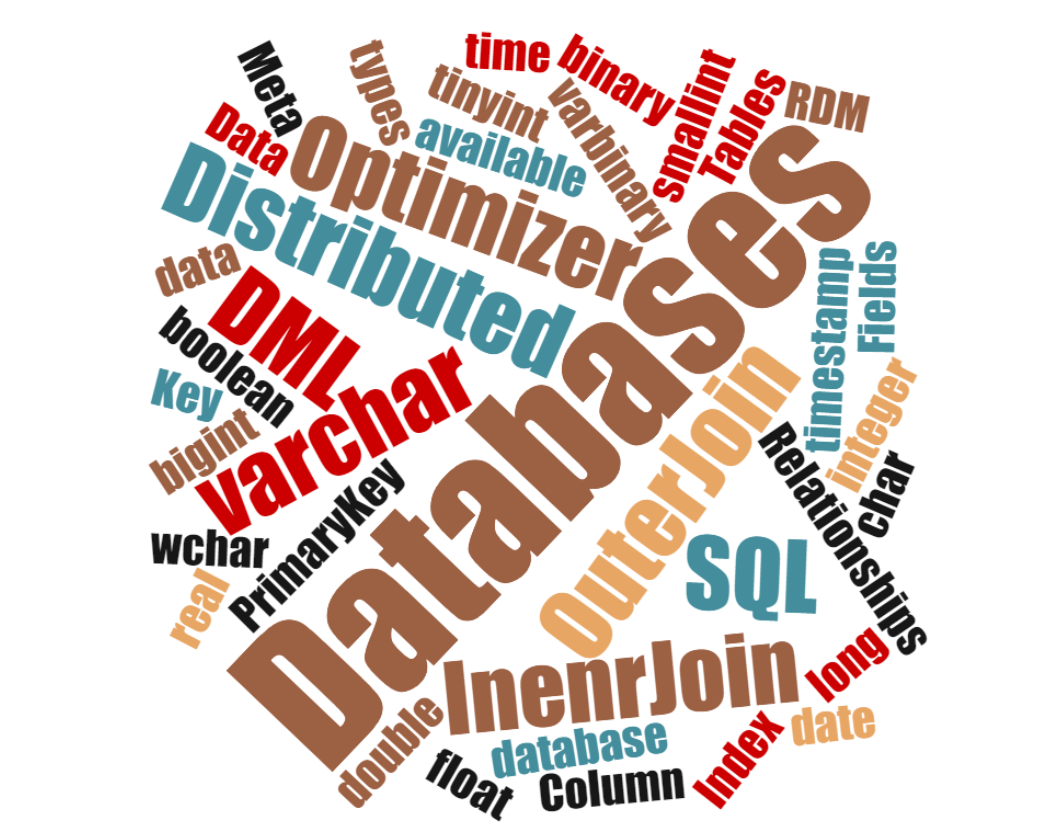 time
binary
smallint
Tables
RDM
Meta
types
tinyint
varbinary
available
Data
Optimizer
Distributed
Databases
data
DML
boolean
Key
varchar
bigint
timestamp
Fields
integer
char
Relationships
OuterJoin
PrimaryKey
wchar
real
SQL
InenrJoin
long
date
Index
double
database
float
Column